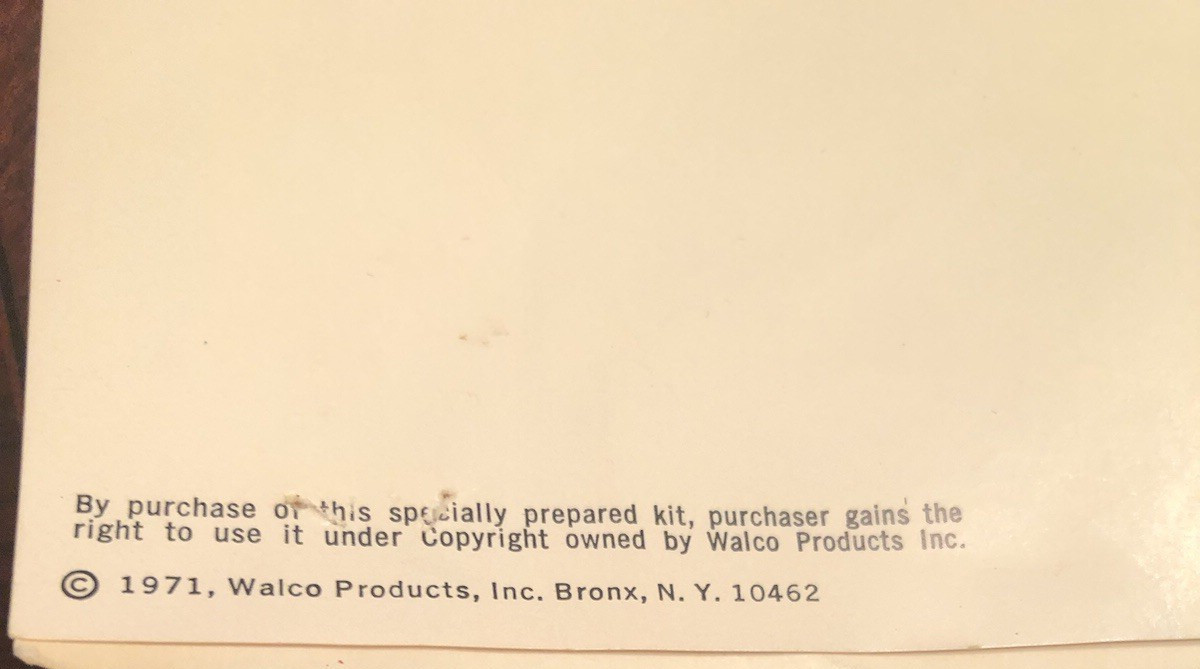 By purchase of this specially prepared kit, purchaser gains the
right to use it under Copyright owned by Walco Products Inc.
© 1971, Walco Products, Inc. Bronx, N. Y. 10462